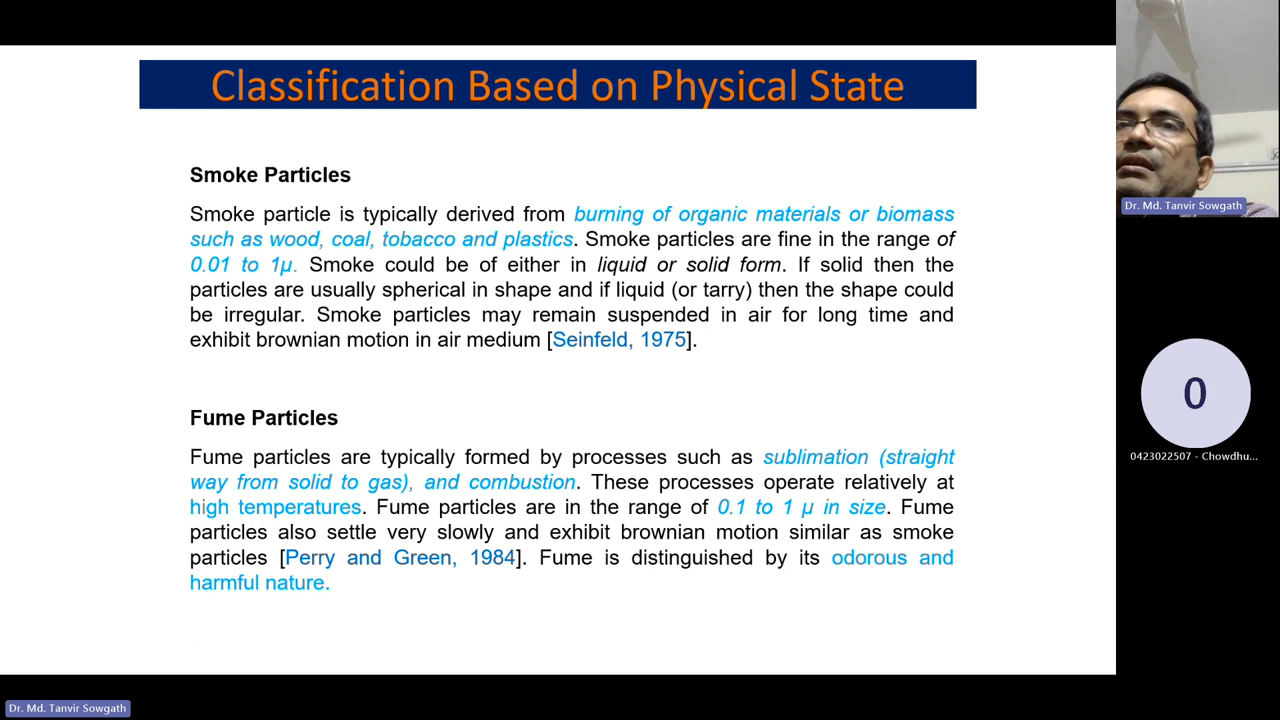 Classification Based on Physical State
Smoke Particles
Smoke particle is typically derived from burning of organic materials or biomass
such as wood, coal, tobacco and plastics. Smoke particles are fine in the range of
0.01 to 1µ. Smoke could be of either in liquid or solid form. If solid then the
particles are usually spherical in shape and if liquid (or tarry) then the shape could
be irregular. Smoke particles may remain suspended in air for long time and
exhibit brownian motion in air medium [Seinfeld, 1975].
Fume Particles
Fume particles are typically formed by processes such as sublimation (straight
way from solid to gas), and combustion. These processes operate relatively at
high temperatures. Fume particles are in the range of 0.1 to 1 µ in size. Fume
particles also settle very slowly and exhibit brownian motion similar as smoke
particles [Perry and Green, 1984]. Fume is distinguished by its odorous and
harmful nature.
Dr. Md. Tanvir Sowgath
0
0423022507 - Chowdhu...
Dr. Md. Tanvir Sowgath